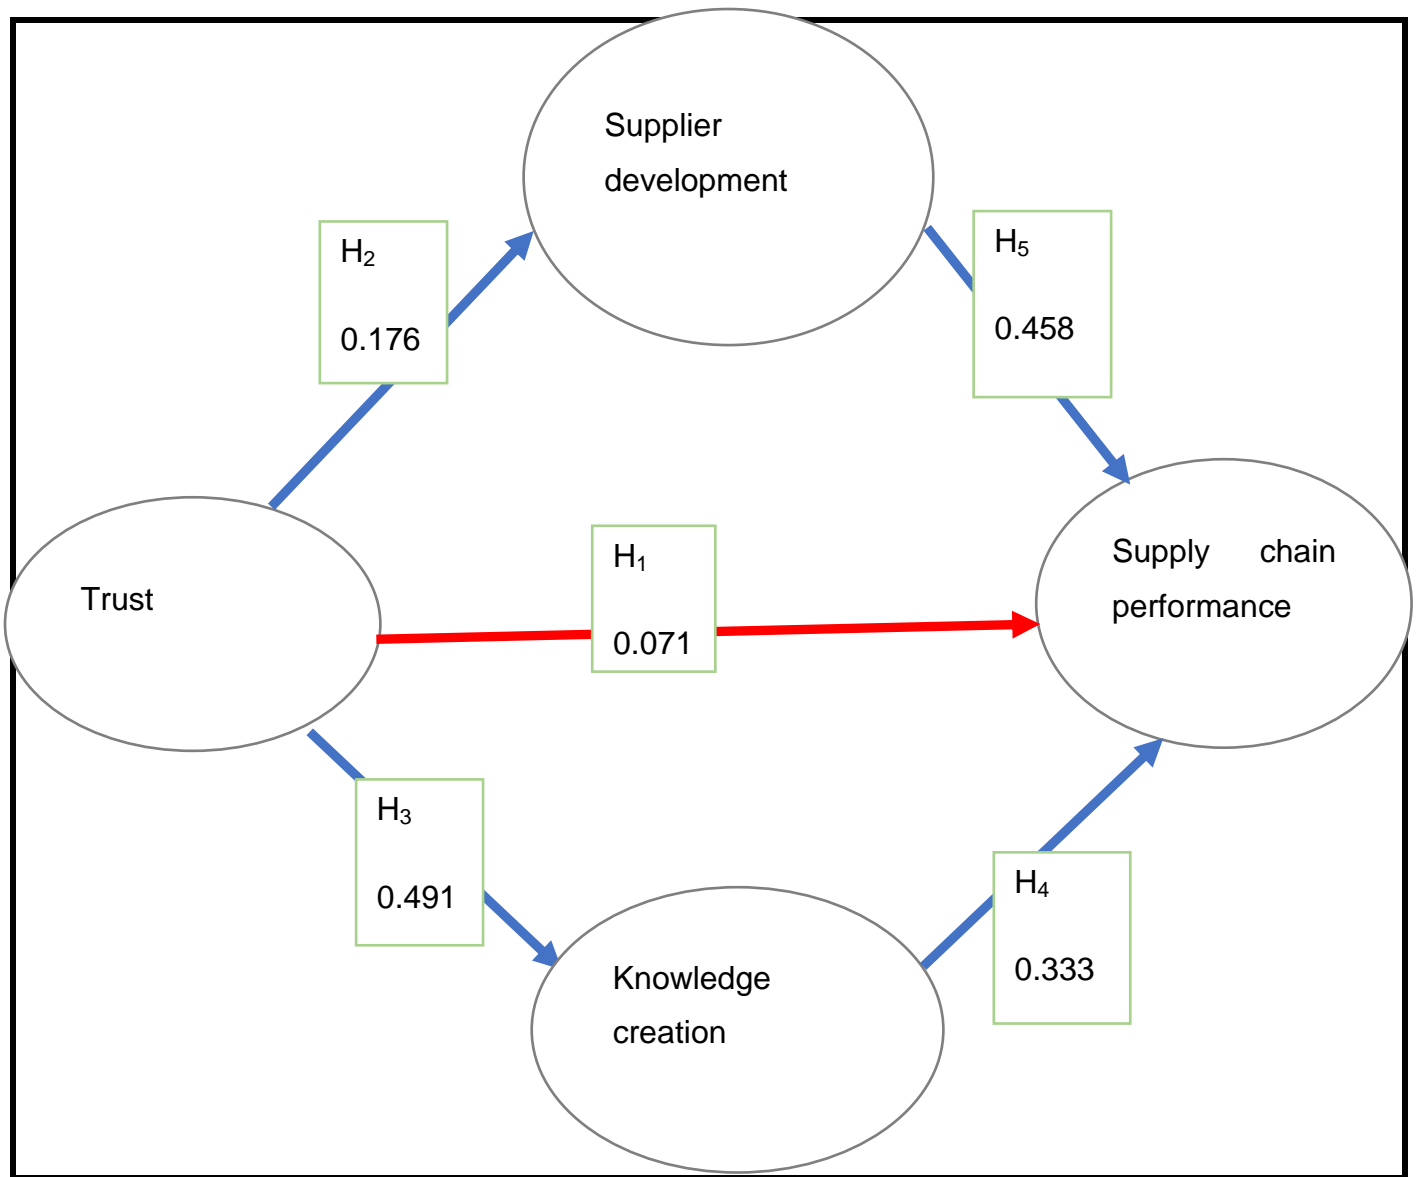 Supplier
development
H₂
0.176
H₅
0.458
Trust
H₁
0.071
Supply chain
performance
H₃
0.491
Knowledge
creation
H₄
0.333